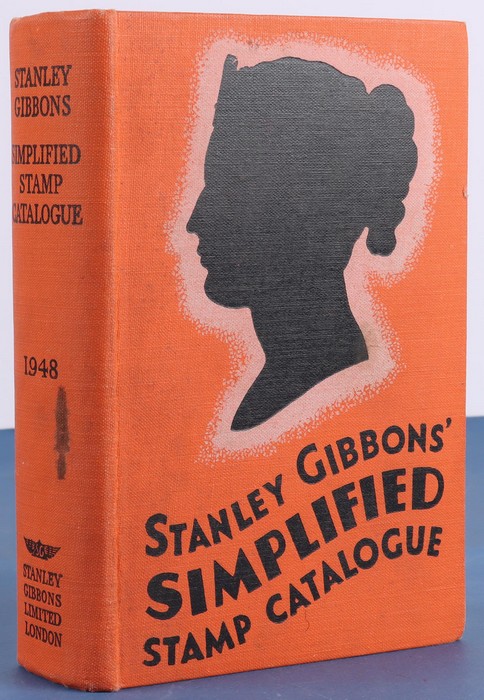 STANLEY
GIBBONS
SIMPLIFIED
STAMP
CATALOGUE
1948
STANLEY
GIBBONS
LIMITED
LONDON
STANLEY GIBBONS'
SIMPLIFIED
STAMP CATALOGUE